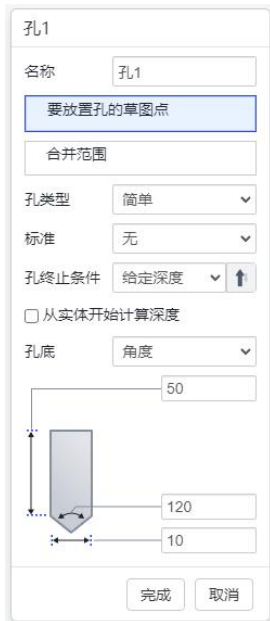 孔1
名称 孔1
要放置孔的草图点
合并范围
孔类型 简单
标准 无
孔终止条件 给定深度
从实体开始计算深度
孔底 角度
50
120
10
完成 取消